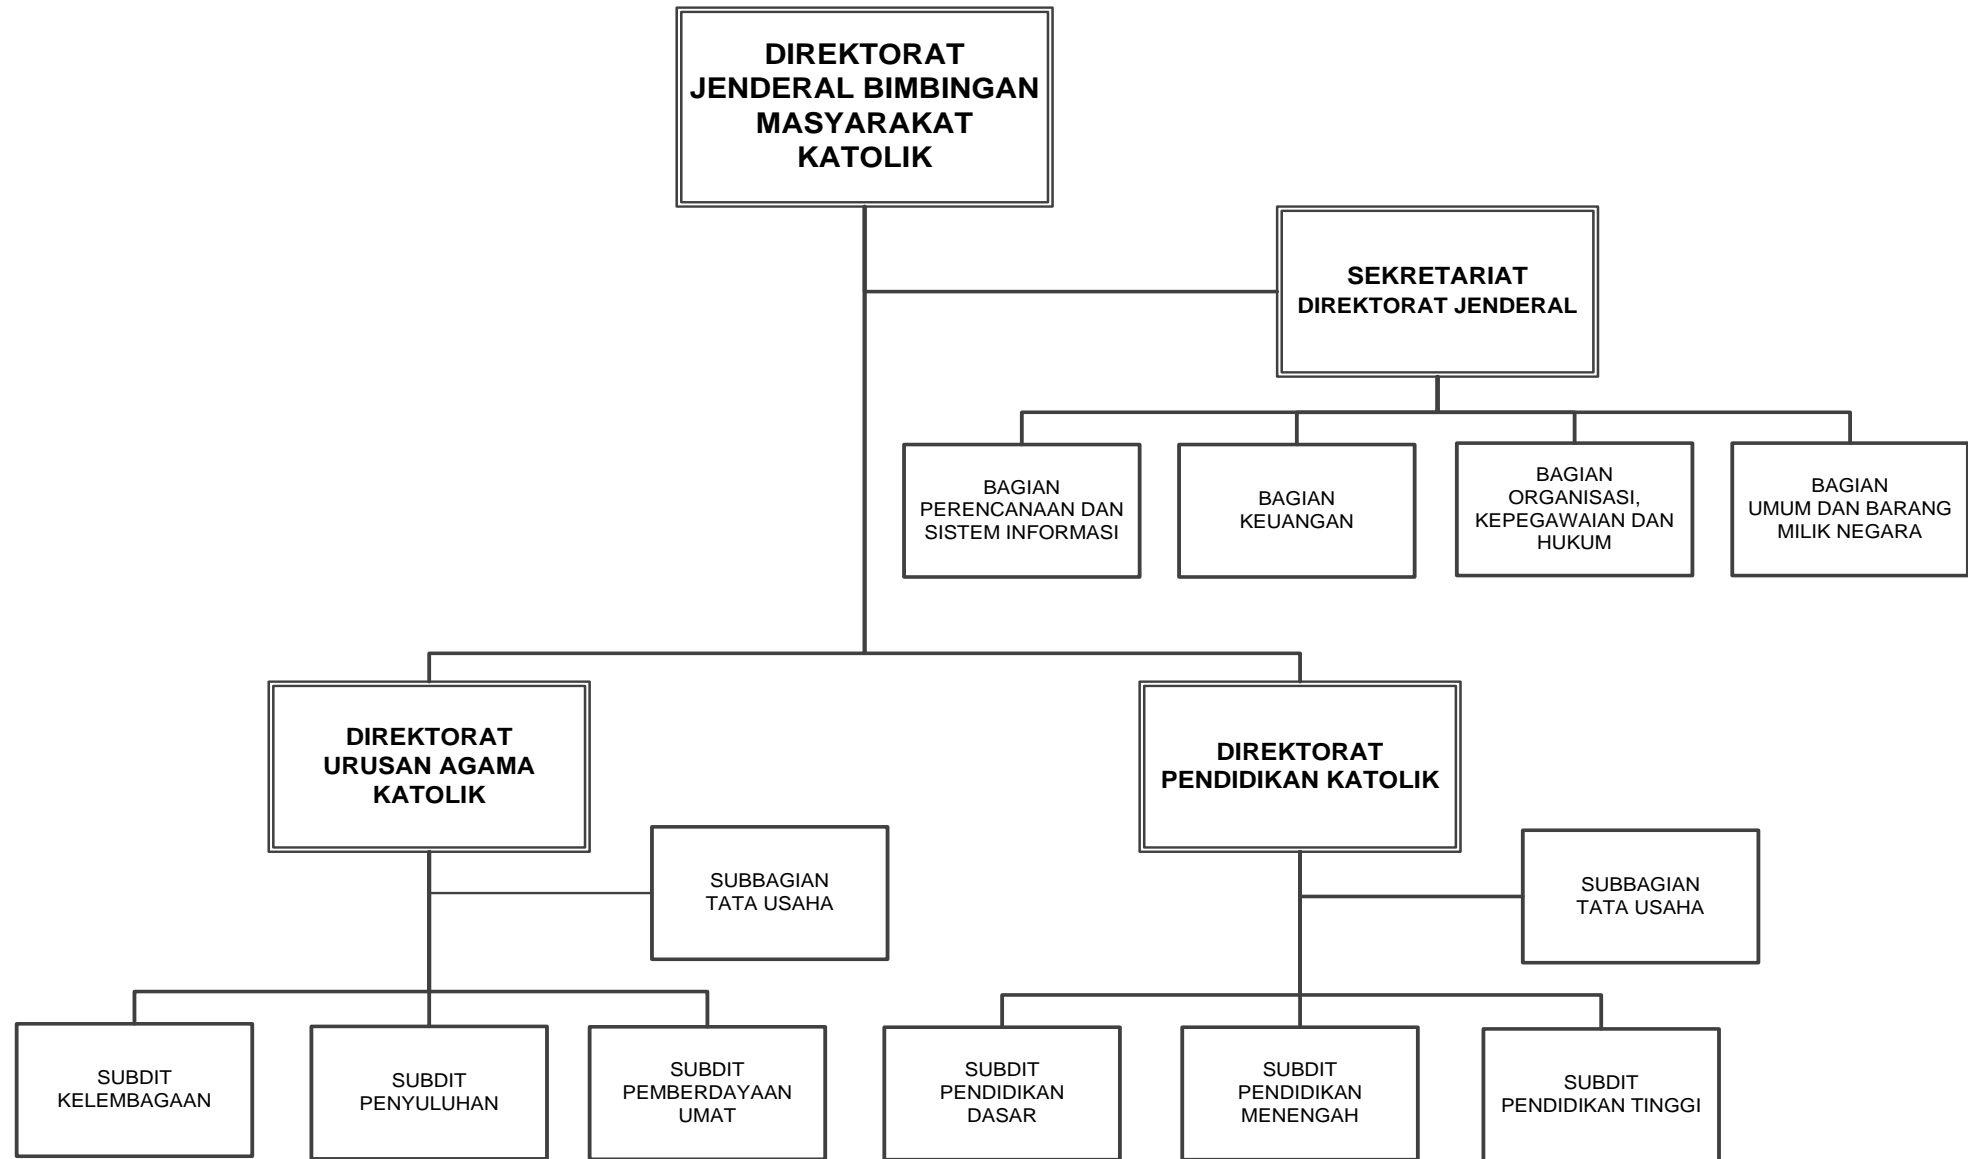 DIREKTORAT
JENDERAL BIMBINGAN
MASYARAKAT
KATOLIK
SEKRETARIAT
DIREKTORAT JENDERAL
BAGIAN
PERENCANAAN DAN
SISTEM INFORMASI
BAGIAN
KEUANGAN
BAGIAN
ORGANISASI,
KEPEGAWAIAN DAN
HUKUM
BAGIAN
UMUM DAN BARANG
MILIK NEGARA
DIREKTORAT
URUSAN AGAMA
KATOLIK
DIREKTORAT
PENDIDIKAN KATOLIK
SUBBAGIAN
TATA USAHA
SUBBAGIAN
TATA USAHA
SUBDIT
KELEMBAGAAN
SUBDIT
PENYULUHAN
SUBDIT
PEMBERDAYAAN
UMAT
SUBDIT
PENDIDIKAN
DASAR
SUBDIT
PENDIDIKAN
MENENGAH
SUBDIT
PENDIDIKAN TINGGI